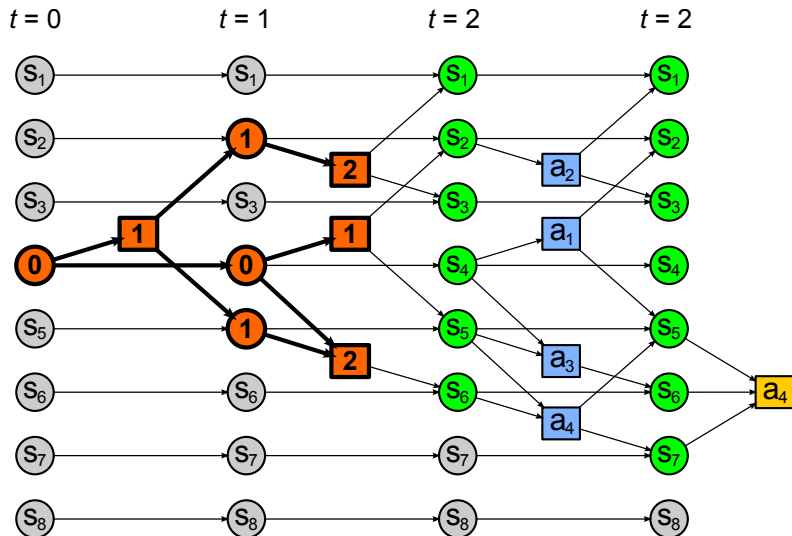 t = 0 t = 1 t = 2 t = 2
s1 s1 s1 s1
s2 1 s2 s2
2 a2
s3 s3 s3 s3
1 1 a1
0 0 s4 s4
s5 1 s5 s5
2 a3
s6 s6 s6 s6 a4
a4
s7 s7 s7 s7
s8 s8 s8 s8